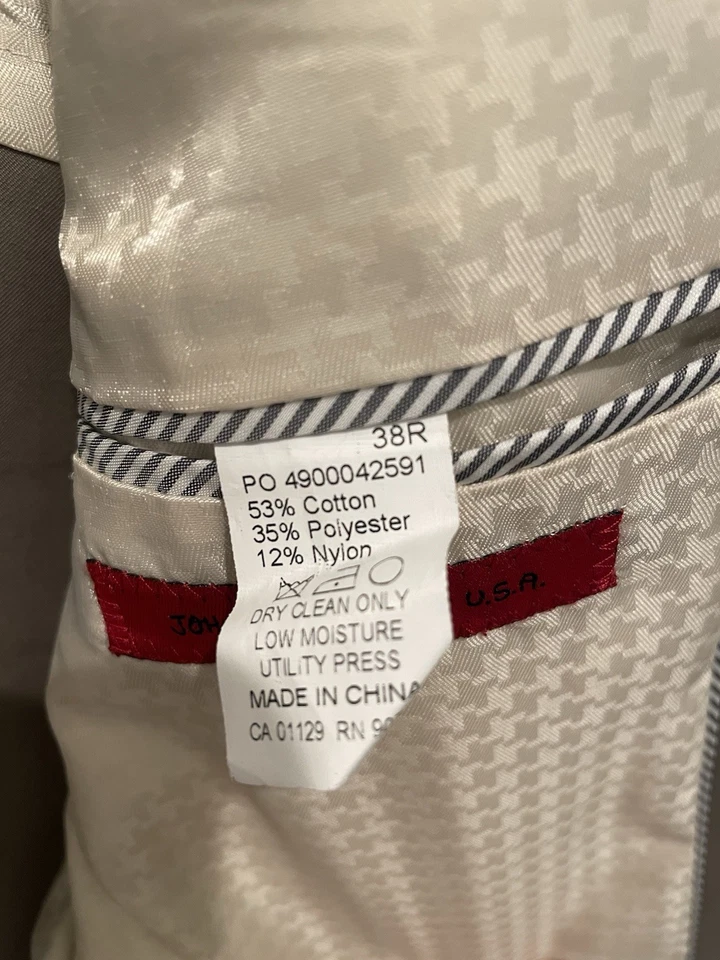 38R
PO 4900042591
53% Cotton
35% Polyester
12% Nylon
DRY CLEAN ONLY
LOW MOISTURE
UTILITY PRESS
MADE IN CHINA
CA 01129 RN
U.S.A.